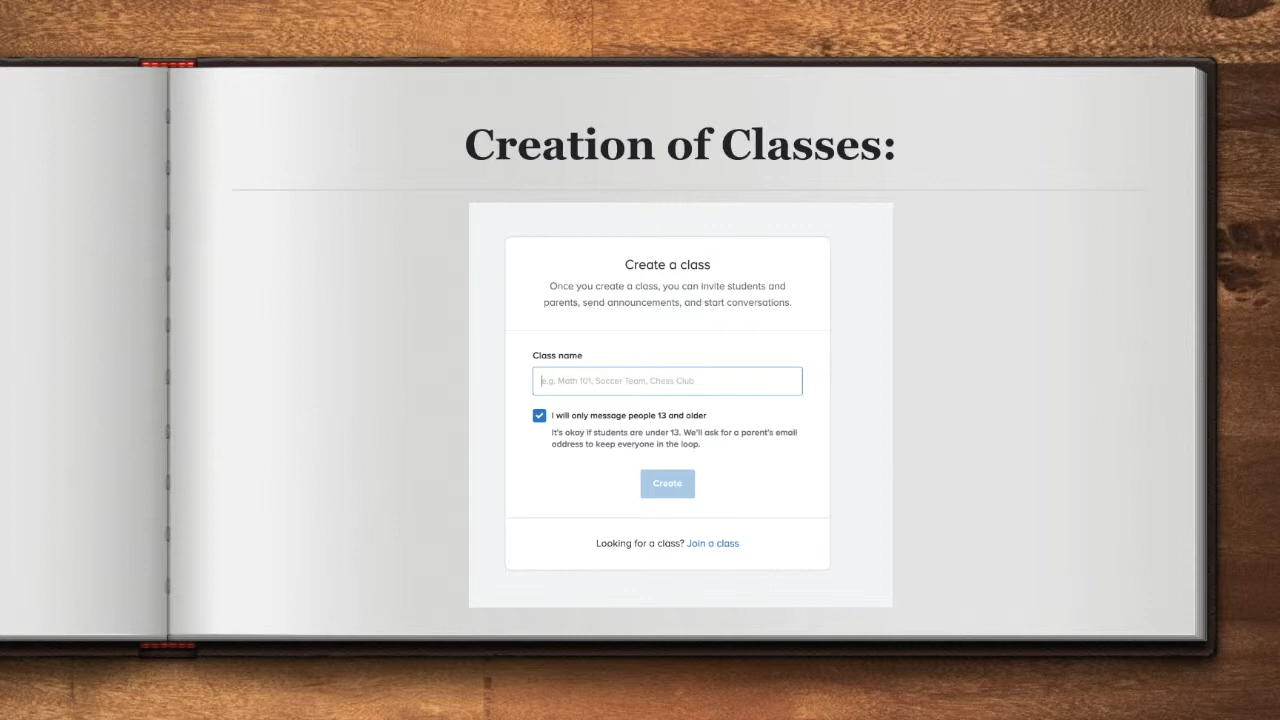 Creation of Classes:
Create a class
Once you create a class, you can invite students and
parents, send announcements, and start conversations.
Class name
e.g. Math 101, Soccer Team, Chess Club
I will only message people 13 and older
It's okay if students are under 13. We'll ask for a parent's email
address to keep everyone in the loop.
Create
Looking for a class? Join a class